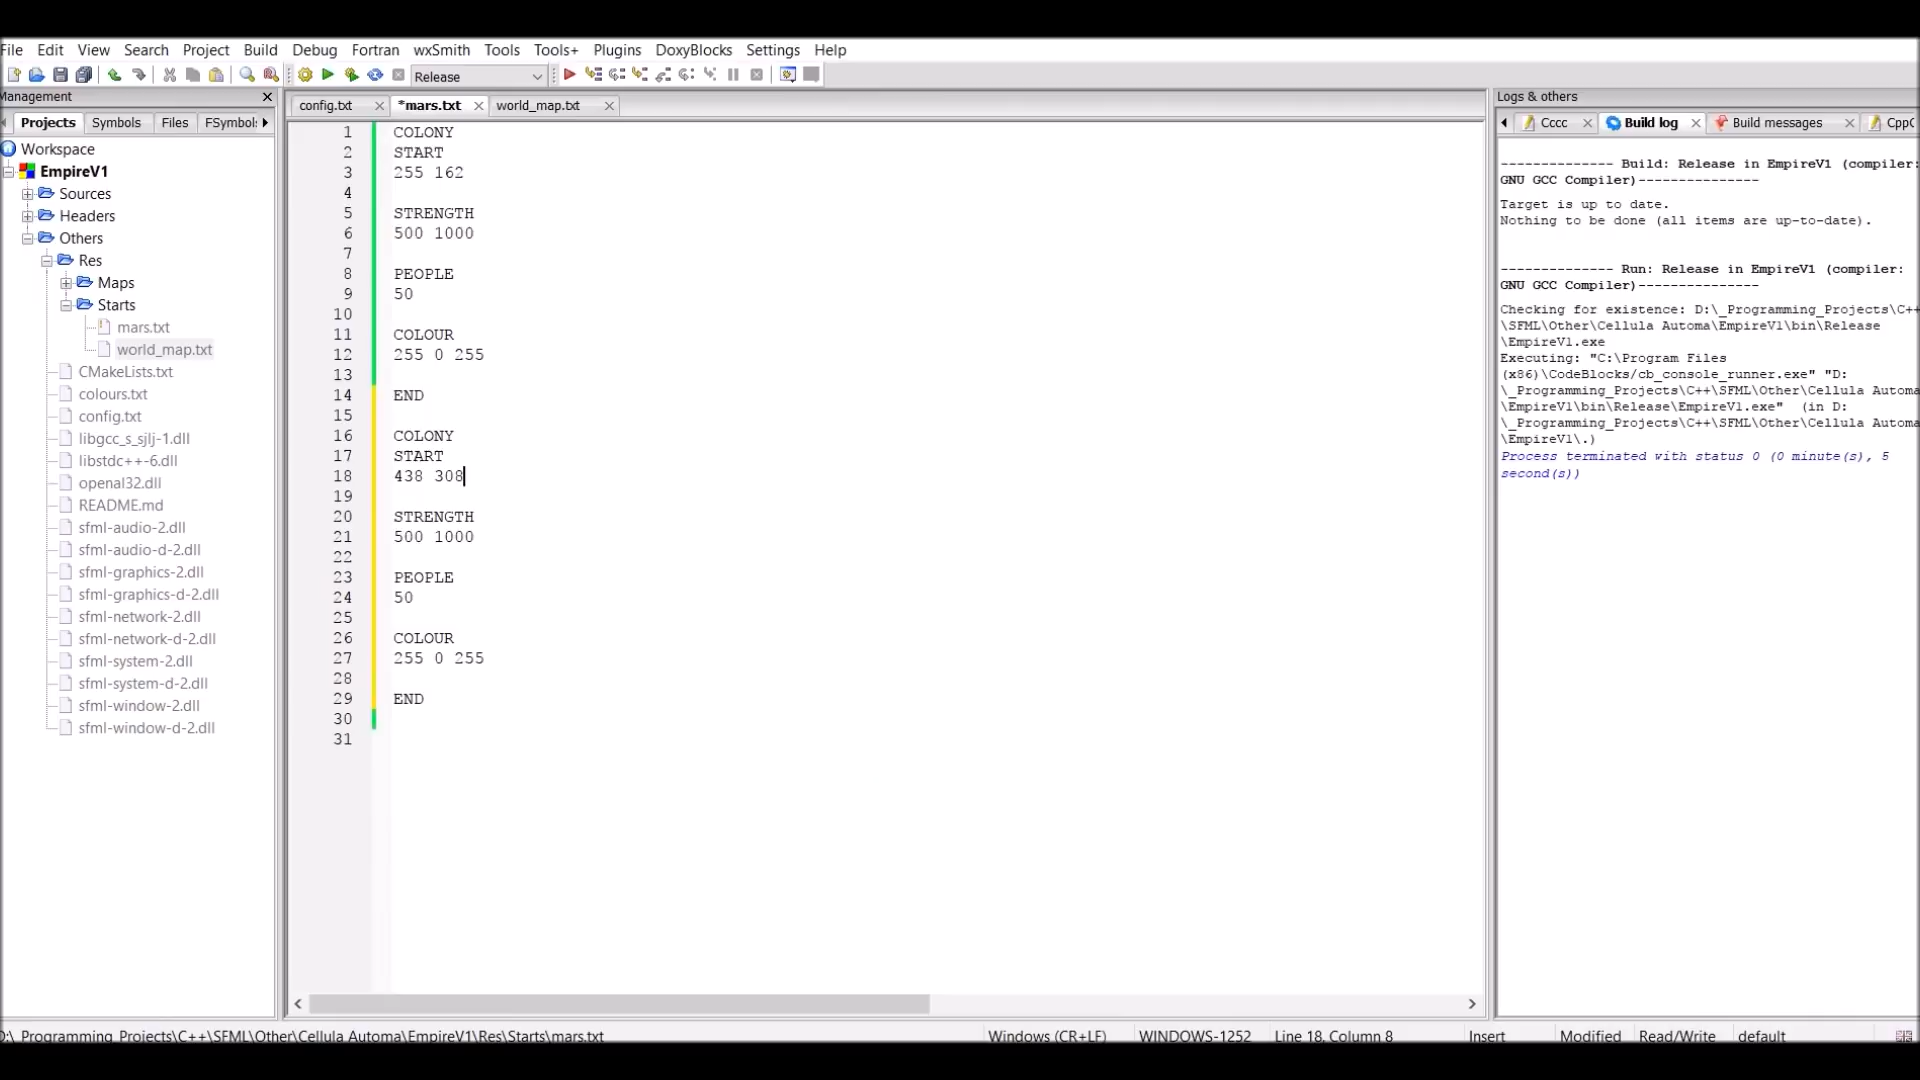 File Edit View Search Project Build Debug Fortran wxSmith Tools Tools+ Plugins DoxyBlocks Settings Help
Release
Management
Projects Symbols Files FSymbols
Workspace
EmpireV1
Sources
Headers
Others
Res
Maps
Starts
mars.txt
world_map.txt
CMakeLists.txt
colours.txt
config.txt
libgcc_s_sjlj-1.dll
libstdc++-6.dll
openal32.dll
README.md
sfml-audio-2.dll
sfml-audio-d-2.dll
sfml-graphics-2.dll
sfml-graphics-d-2.dll
sfml-network-2.dll
sfml-network-d-2.dll
sfml-system-2.dll
sfml-system-d-2.dll
sfml-window-2.dll
sfml-window-d-2.dll
config.txt *mars.txt world_map.txt
1 COLONY
2 START
3 255 162
4
5 STRENGTH
6 500 1000
7
8 PEOPLE
9 50
10
11 COLOUR
12 255 0 255
13
14 END
15
16 COLONY
17 START
18 438 308
19
20 STRENGTH
21 500 1000
22
23 PEOPLE
24 50
25
26 COLOUR
27 255 0 255
28
29 END
30
31
Logs & others
Cccc Build log Build messages CppC
-------------- Build: Release in EmpireV1 (compiler:
GNU GCC Compiler)---------------
Target is up to date.
Nothing to be done (all items are up-to-date).
-------------- Run: Release in EmpireV1 (compiler:
GNU GCC Compiler)---------------
Checking for existence: D:\_Programming_Projects\C++
\SFML\Other\Cellula Automa\EmpireV1\bin\Release
\EmpireV1.exe
Executing: "C:\Program Files
(x86)\CodeBlocks/cb_console_runner.exe" "D:
\_Programming_Projects\C++\SFML\Other\Cellula Automa
\EmpireV1\bin\Release\EmpireV1.exe"  (in D:
\_Programming_Projects\C++\SFML\Other\Cellula Automa
\EmpireV1\.)
Process terminated with status 0 (0 minute(s), 5
second(s))
D:\_Programming_Projects\C++\SFML\Other\Cellula Automa\EmpireV1\Res\Starts\mars.txt Windows (CR+LF) WINDOWS-1252 Line 18, Column 8 Insert Modified Read/Write default